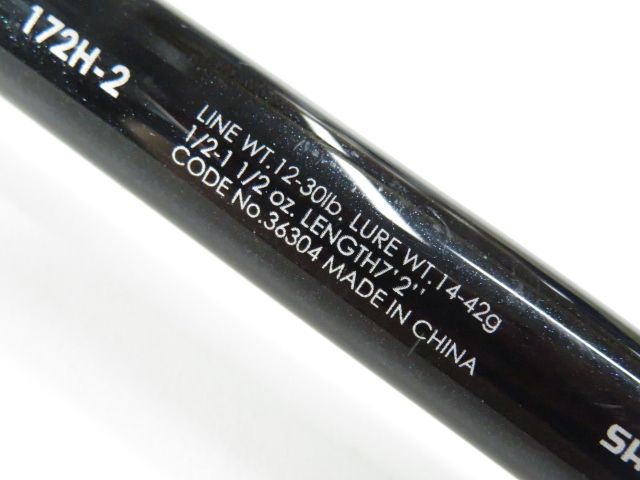 172H-2
LINE WT. 12-30lb. LURE WT. 14-42g
1/2-1 1/2 oz. LENGTH7'2''
CODE No.36304 MADE IN CHINA
SH